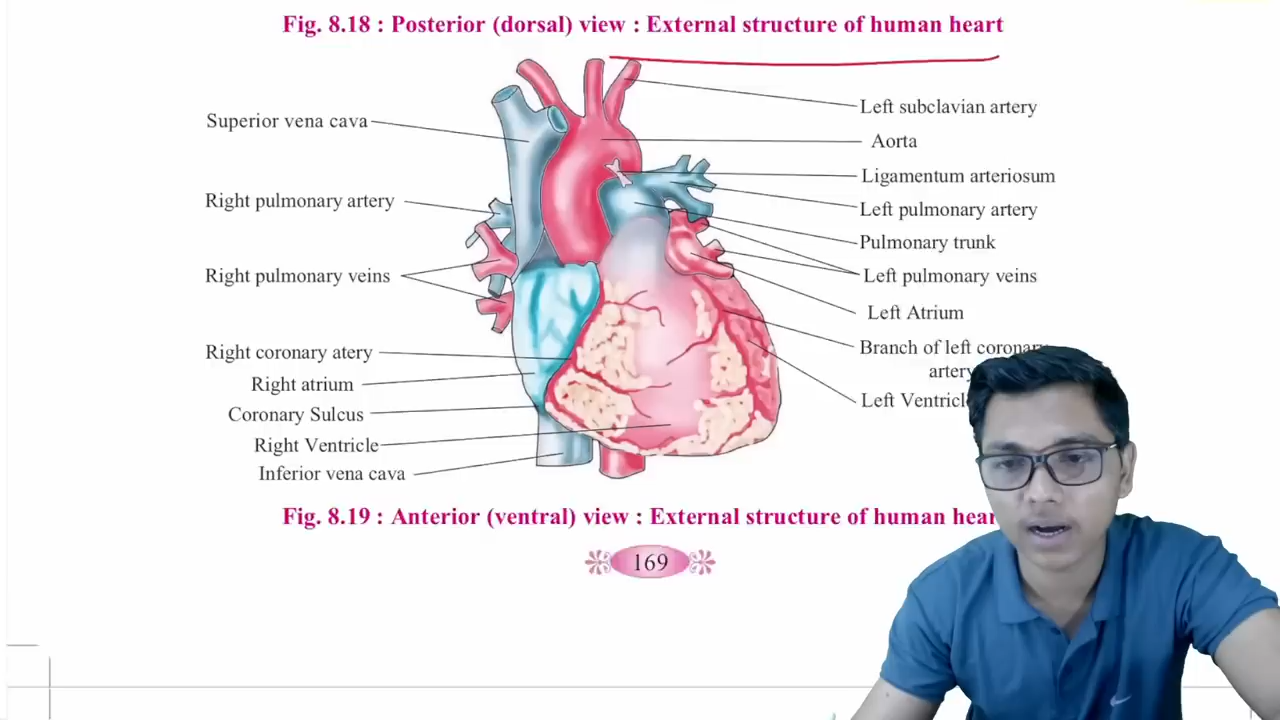 Fig. 8.18 : Posterior (dorsal) view : External structure of human heart
Superior vena cava
Right pulmonary artery
Right pulmonary veins
Right coronary atery
Right atrium
Coronary Sulcus
Right Ventricle
Inferior vena cava
Left subclavian artery
Aorta
Ligamentum arteriosum
Left pulmonary artery
Pulmonary trunk
Left pulmonary veins
Left Atrium
Branch of left coronary
artery
Left Ventricle
Fig. 8.19 : Anterior (ventral) view : External structure of human hear
169